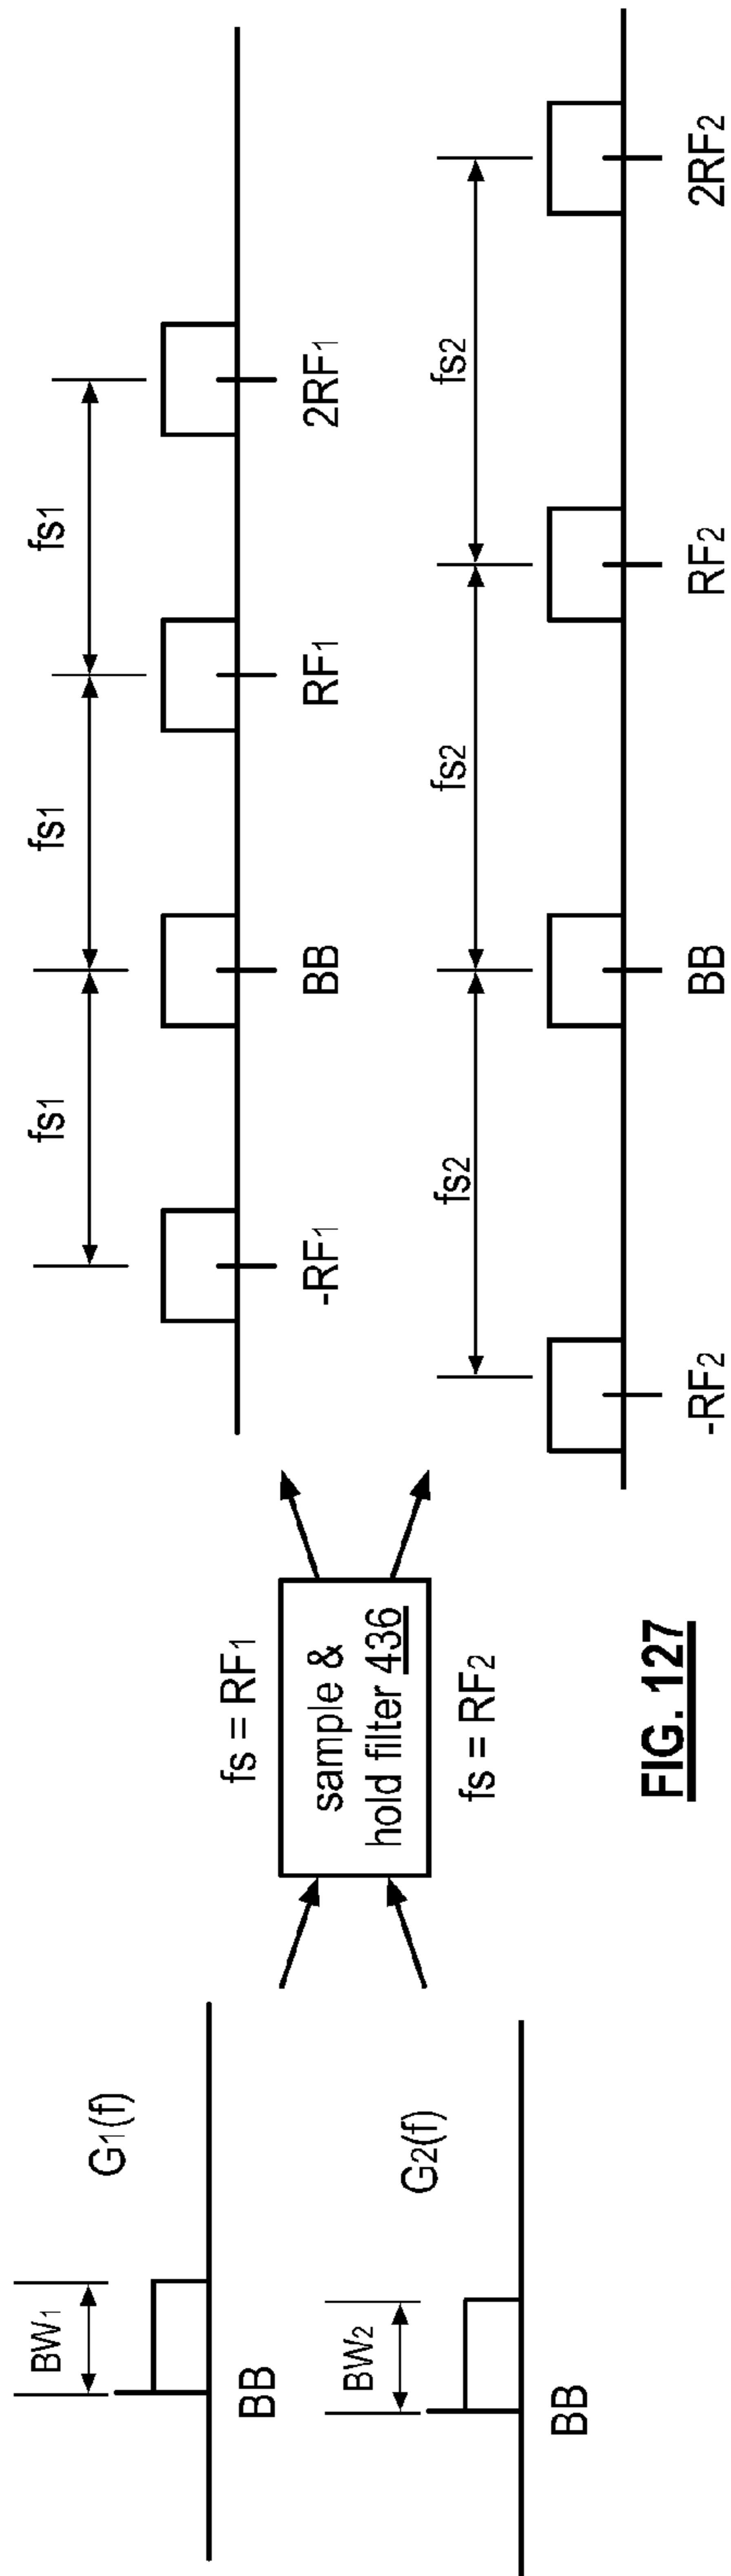 BW1
G1(f)
BB
BW2
G2(f)
BB
fs = RF1
sample &
hold filter 436
fs = RF2
fs1
fs1
fs1
-RF1
BB
RF1
2RF1
fs2
fs2
fs2
-RF2
BB
RF2
2RF2
FIG. 127